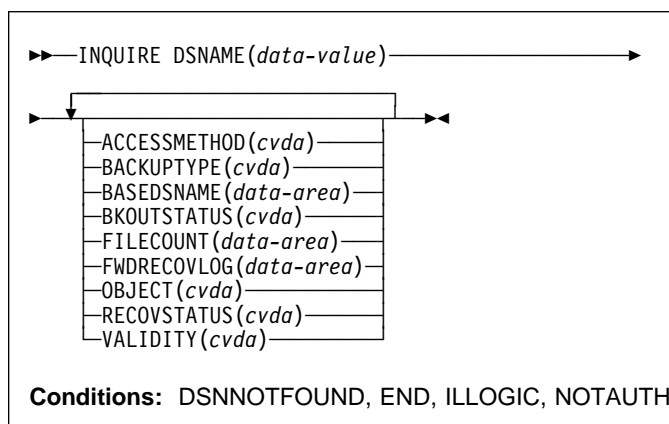 INQUIRE DSNAME(data-value)
ACCESSMETHOD(cvda)
BACKUPTYPE(cvda)
BASEDSNAME(data-area)
BKOUTSTATUS(cvda)
FILECOUNT(data-area)
FWDRECOVLOG(data-area)
OBJECT(cvda)
RECOVSTATUS(cvda)
VALIDITY(cvda)
Conditions: DSNNOTFOUND, END, ILLOGIC, NOTAUTH